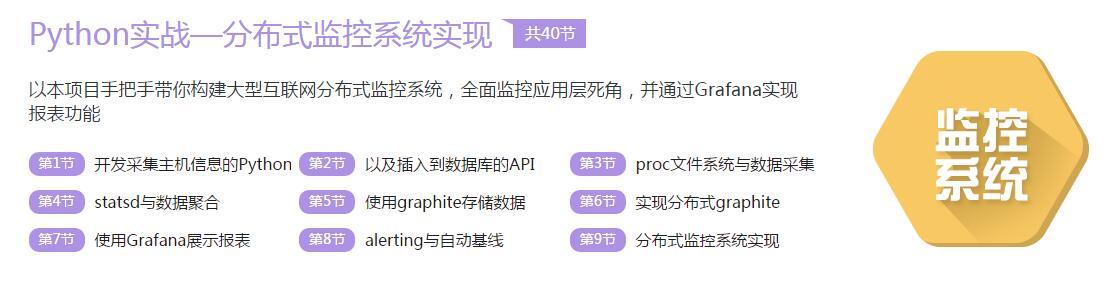 Python实战—分布式监控系统实现 共40节
以本项目手把手带你构建大型互联网分布式监控系统，全面监控应用层死角，并通过Grafana实现
报表功能
第1节 开发采集主机信息的Python 第2节 以及插入到数据库的API 第3节 proc文件系统与数据采集
第4节 statsd与数据聚合 第5节 使用graphite存储数据 第6节 实现分布式graphite
第7节 使用Grafana展示报表 第8节 alerting与自动基线 第9节 分布式监控系统实现
监控
系统